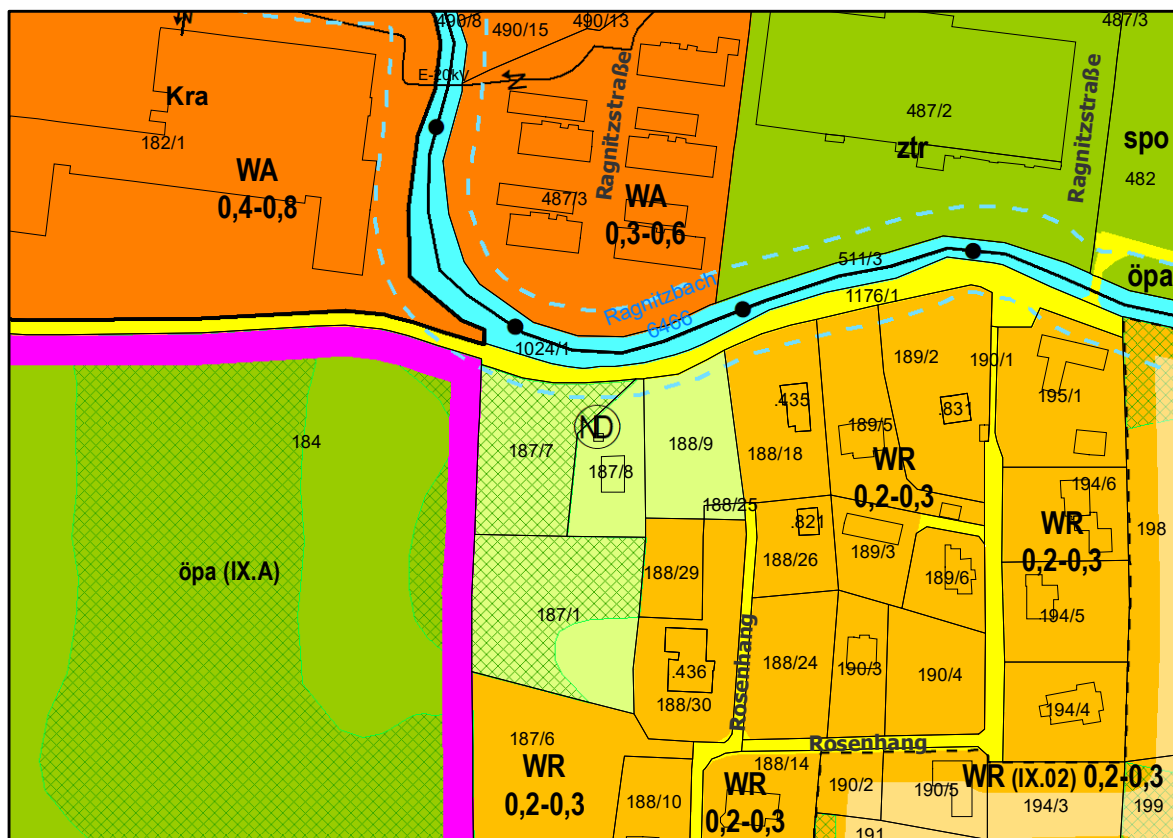 490/8
490/13
487/3
490/15
E-20kV
N
N
Kra
182/1
WA
0,4-0,8
Ragnitzstraße
487/3
WA
0,3-0,6
487/2
ztr
Ragnitzstraße
spo
482
511/3
öpa
1176/1
Ragnitzbach
6466
1024/1
189/2
190/1
195/1
.435
.831
189/5
184
ND
187/7
187/8
188/9
188/18
WR
0,2-0,3
194/6
188/25
.821
WR
0,2-0,3
198
189/3
188/26
188/29
189/6
öpa (IX.A)
187/1
194/5
Rosenhang
188/24
190/3
190/4
.436
188/30
194/4
187/6
Rosenhang
WR
0,2-0,3
188/14
WR
0,2-0,3
190/2
190/5
WR (IX.02) 0,2-0,3
188/10
194/3
199
191